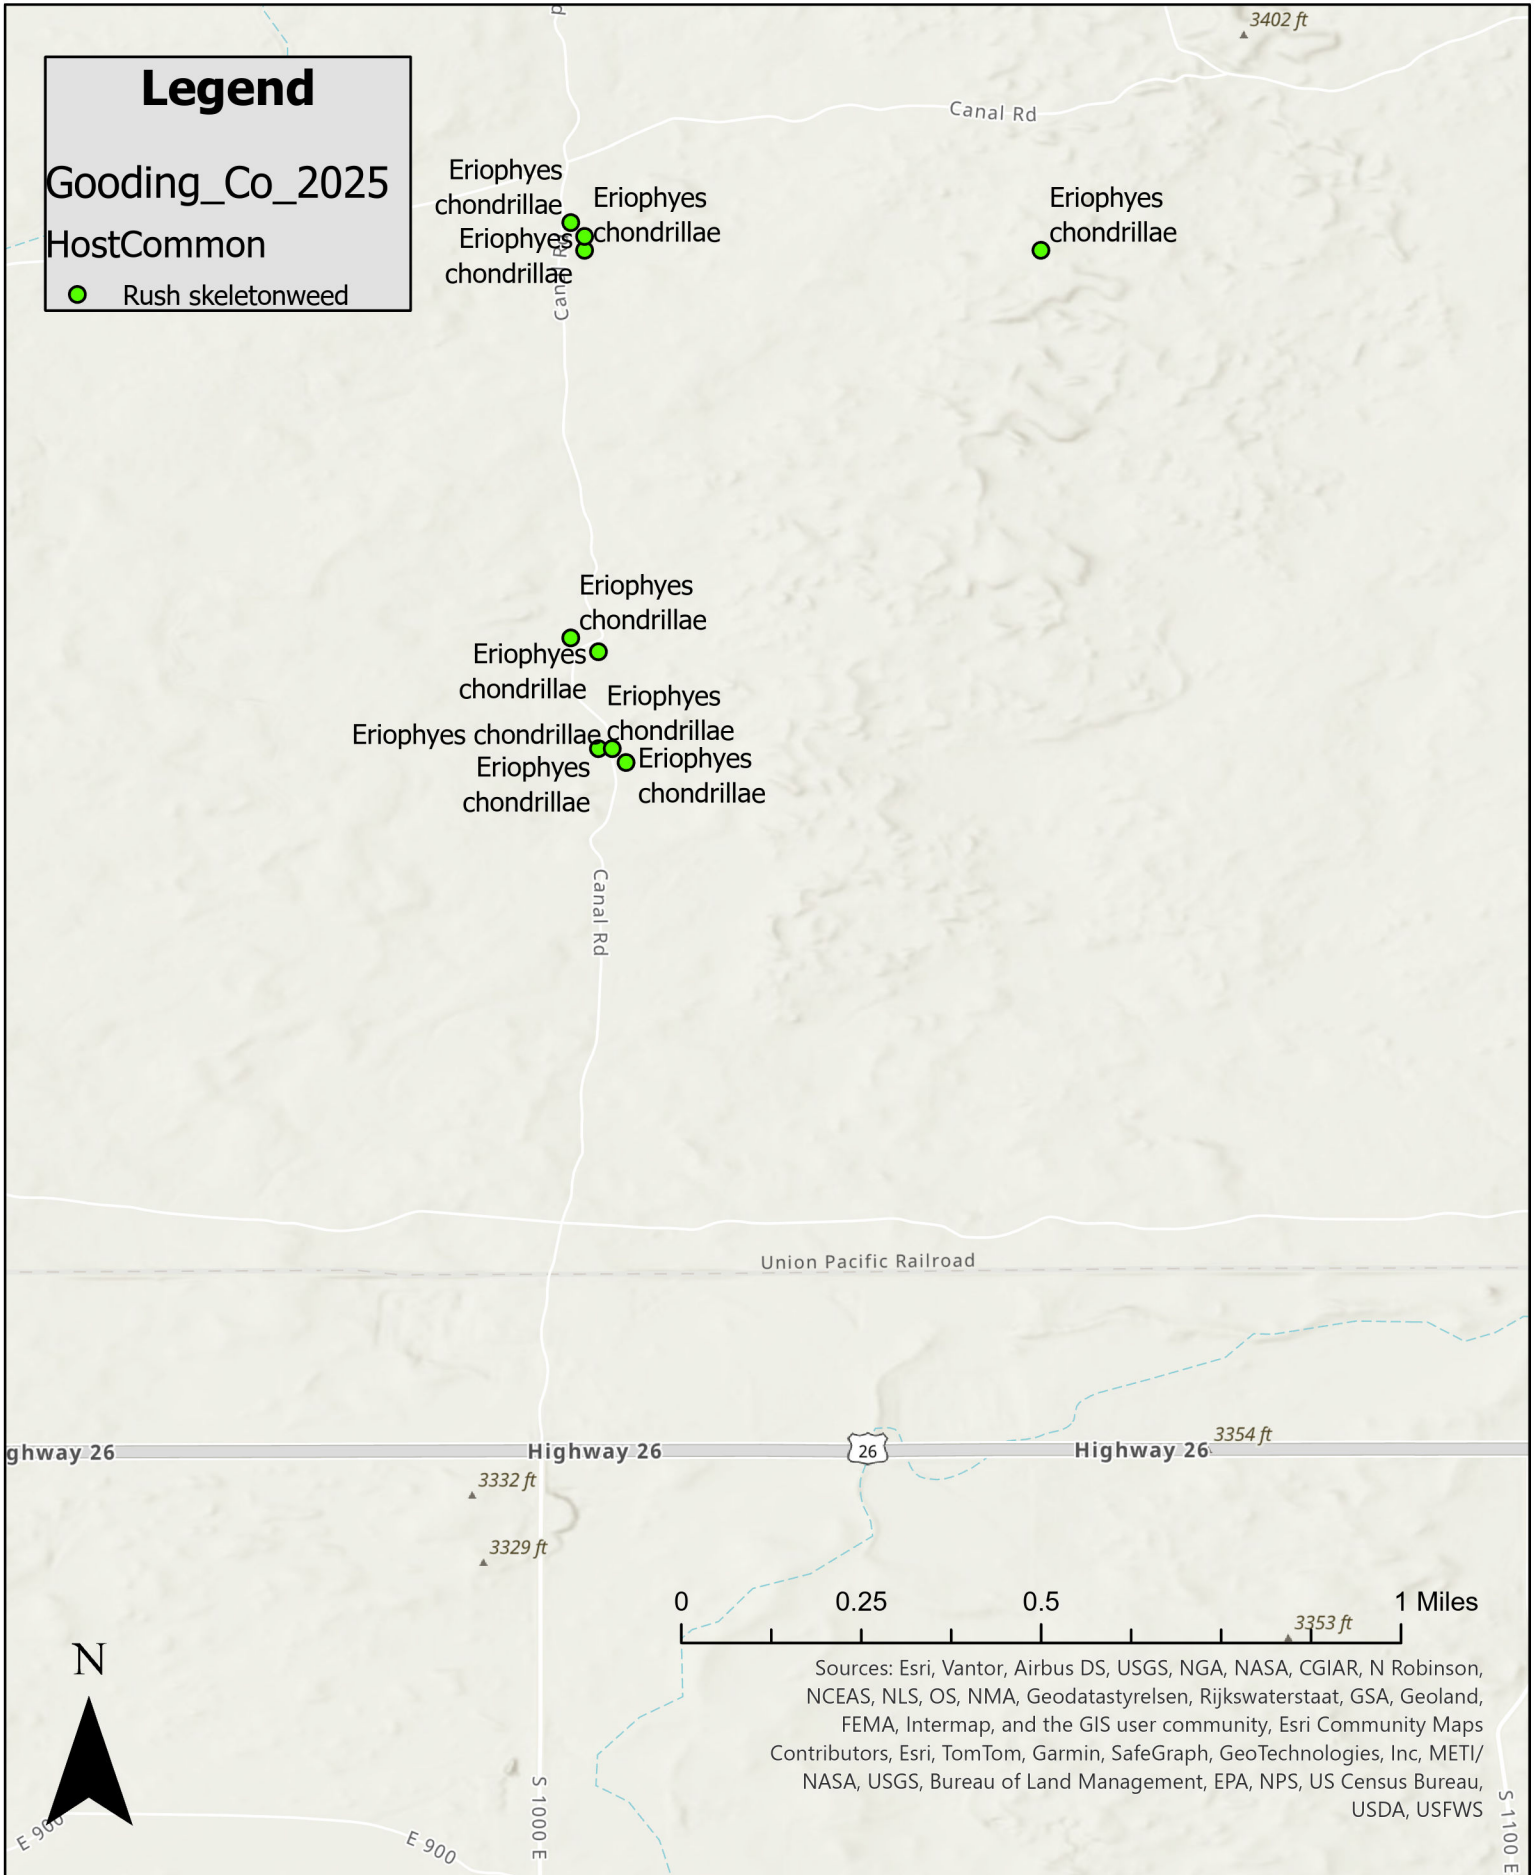 3402 ft
Legend
Gooding_Co_2025
HostCommon
Rush skeletonweed
Canal Rd
Eriophyes
chondrillae
Eriophyes
chondrillae
Eriophyes
chondrillae
Eriophyes
chondrillae
Canal Rd
Eriophyes
chondrillae
Eriophyes
chondrillae
Eriophyes
chondrillae
Eriophyes chondrillae
Eriophyes
chondrillae
Eriophyes
chondrillae
Canal Rd
Union Pacific Railroad
ghway 26
Highway 26
26
Highway 26
3354 ft
3332 ft
3329 ft
0 0.25 0.5 1 Miles
3353 ft
N
Sources: Esri, Vantor, Airbus DS, USGS, NGA, NASA, CGIAR, N Robinson,
NCEAS, NLS, OS, NMA, Geodatastyrelsen, Rijkswaterstaat, GSA, Geoland,
FEMA, Intermap, and the GIS user community, Esri Community Maps
Contributors, Esri, TomTom, Garmin, SafeGraph, GeoTechnologies, Inc, METI/
NASA, USGS, Bureau of Land Management, EPA, NPS, US Census Bureau,
USDA, USFWS
E 900
E 900
S 1000 E
S 1100 E